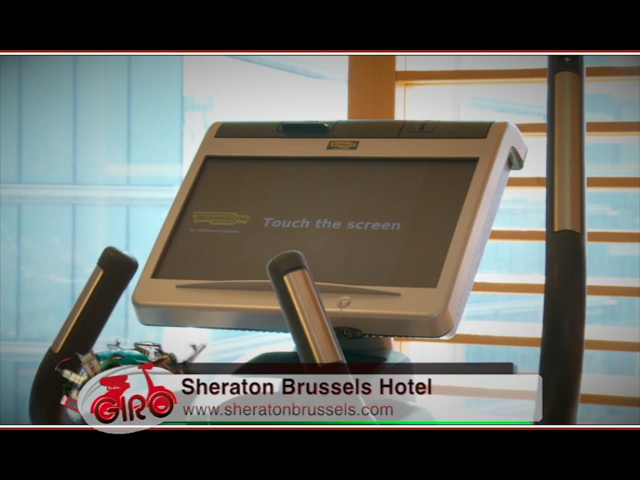 Touch the screen
Sheraton Brussels Hotel
GIRO
www.sheratonbrussels.com